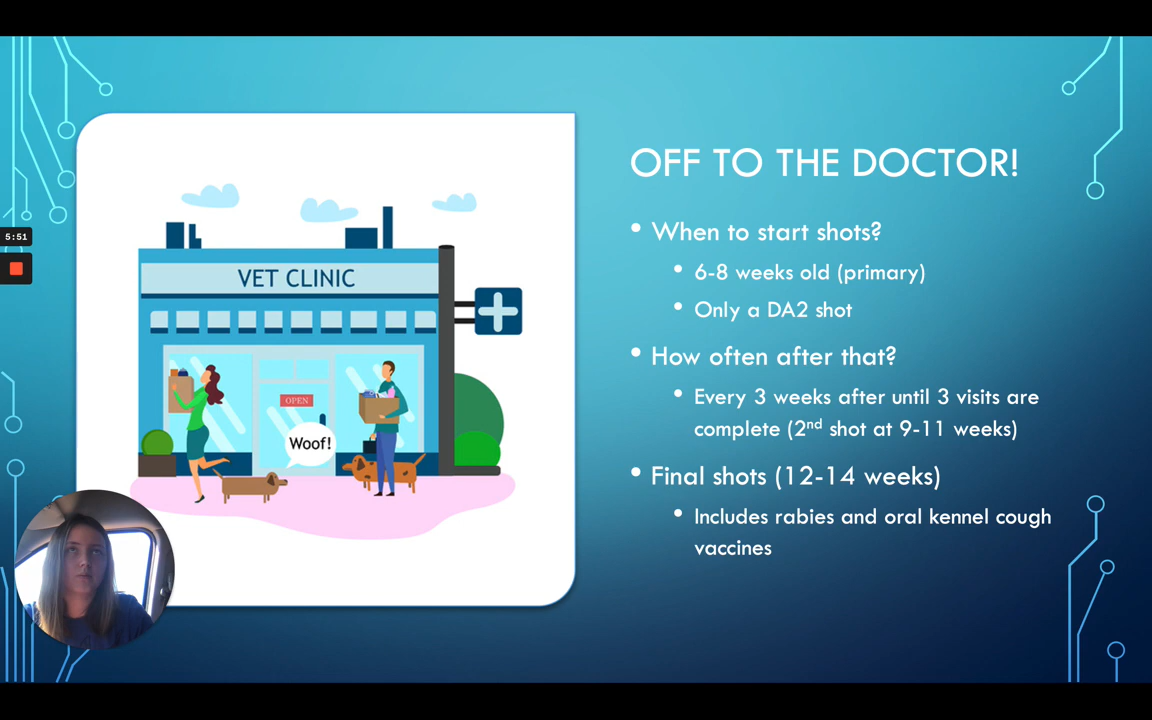 OFF TO THE DOCTOR!
• When to start shots?
• 6-8 weeks old (primary)
• Only a DA2 shot
• How often after that?
• Every 3 weeks after until 3 visits are
complete (2nd shot at 9-11 weeks)
• Final shots (12-14 weeks)
• Includes rabies and oral kennel cough
vaccines
VET CLINIC
OPEN
Woof!
5:51